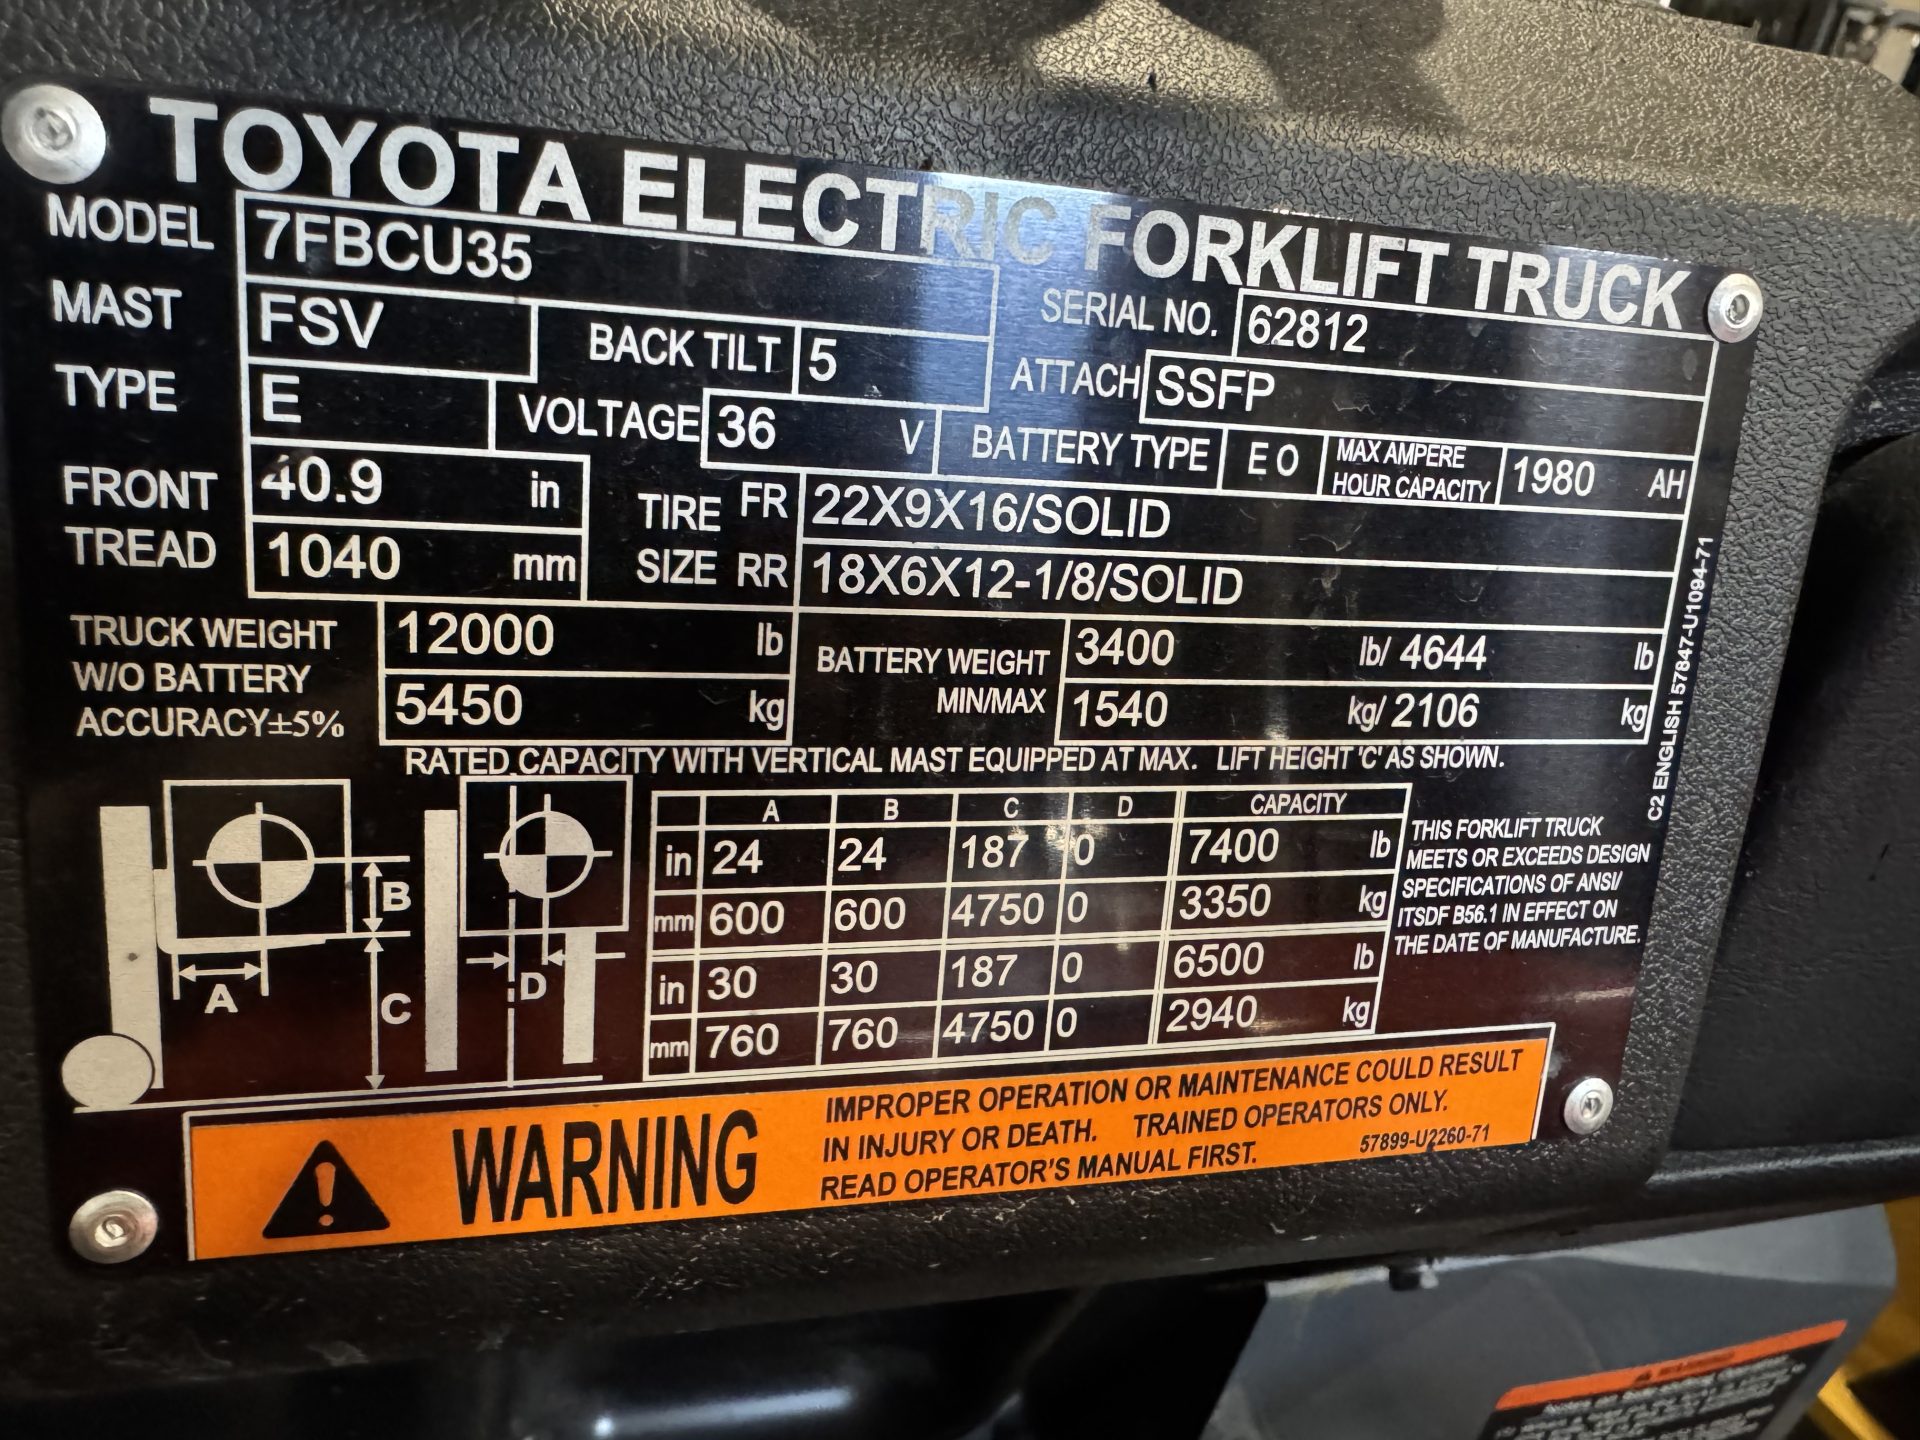 TOYOTA ELECTRIC FORKLIFT TRUCK
MODEL 7FBCU35 SERIAL NO. 62812
MAST FSV BACK TILT 5 ATTACH SSFP
TYPE E VOLTAGE 36 V BATTERY TYPE E O MAX AMPERE HOUR CAPACITY 1980 AH
FRONT TREAD 40.9 in TIRE SIZE FR 22X9X16/SOLID
1040 mm RR 18X6X12-1/8/SOLID
TRUCK WEIGHT 12000 lb BATTERY WEIGHT 3400 lb/ 4644 lb
W/O BATTERY
ACCURACY±5% 5450 kg MIN/MAX 1540 kg/ 2106 kg
RATED CAPACITY WITH VERTICAL MAST EQUIPPED AT MAX. LIFT HEIGHT 'C' AS SHOWN.
A B C D CAPACITY
in 24 24 187 0 7400 lb
mm 600 600 4750 0 3350 kg
in 30 30 187 0 6500 lb
mm 760 760 4750 0 2940 kg
B
A
C
D
THIS FORKLIFT TRUCK
MEETS OR EXCEEDS DESIGN
SPECIFICATIONS OF ANSI/
ITSDF B56.1 IN EFFECT ON
THE DATE OF MANUFACTURE.
C2 ENGLISH 57847-U1094-71
WARNING
IMPROPER OPERATION OR MAINTENANCE COULD RESULT
IN INJURY OR DEATH. TRAINED OPERATORS ONLY.
READ OPERATOR'S MANUAL FIRST.
57899-U2260-71